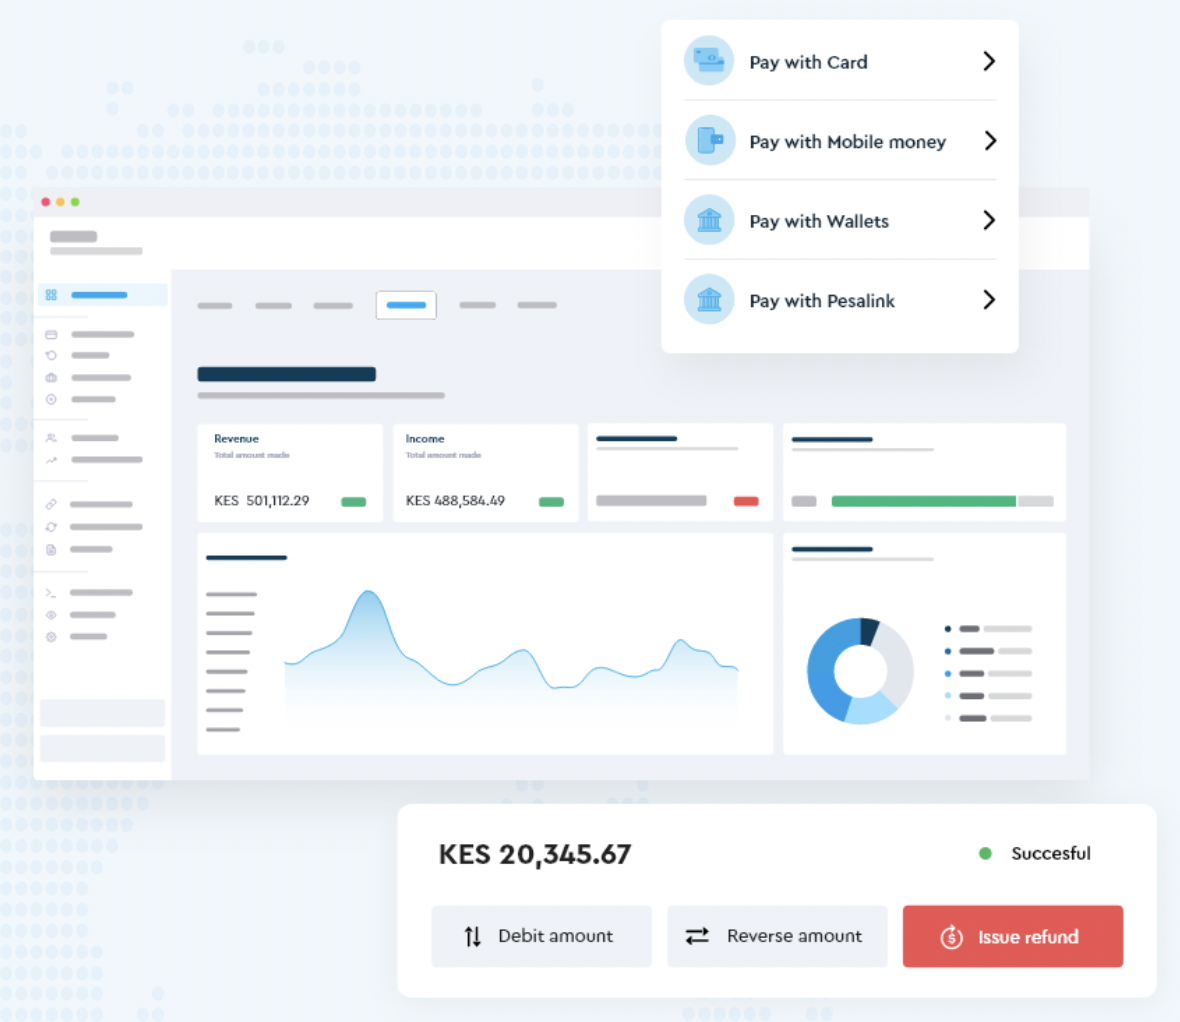 Pay with Card
Pay with Mobile money
Pay with Wallets
Pay with Pesalink
Revenue
Total amount made
KES 501,112.29
Income
Total amount made
KES 488,584.49
KES 20,345.67
Succesful
Debit amount
Reverse amount
Issue refund